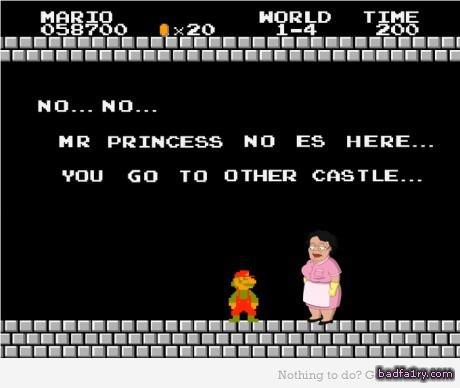 MARIO WORLD TIME
058700 ×20 1-4 200
NO... NO...
MR PRINCESS NO ES HERE...
YOU GO TO OTHER CASTLE...
Nothing to do?
badfa1ry.com